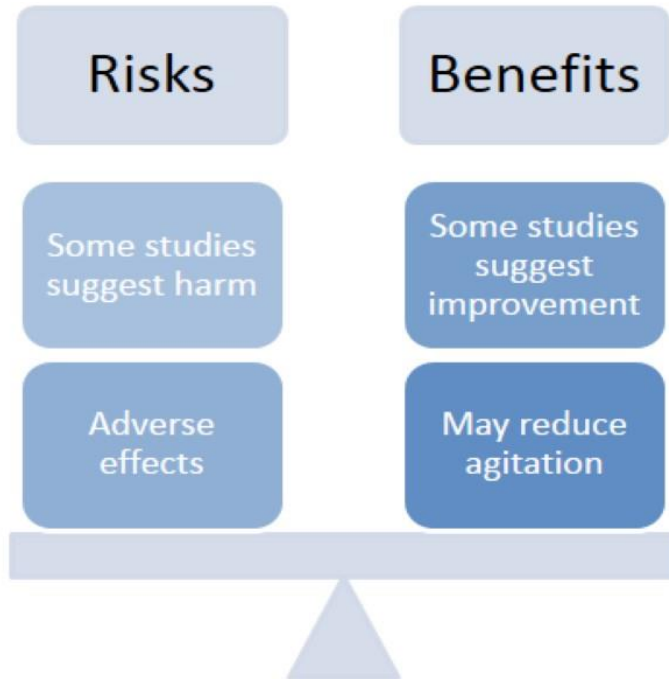 Risks
Benefits
Some studies
suggest harm
Some studies
suggest
improvement
Adverse
effects
May reduce
agitation